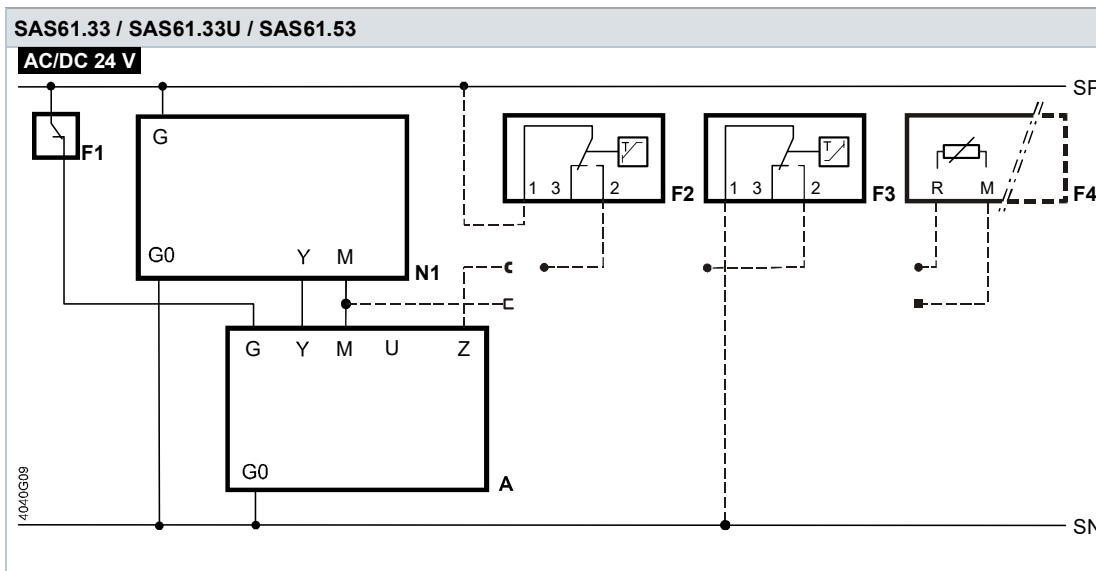 SAS61.33 / SAS61.33U / SAS61.53
AC/DC 24 V
SP
F1
G
G0
Y M
N1
T
1 3 2
F2
T
1 3 2
F3
R M
F4
G Y M U Z
G0
A
4040G09
SN